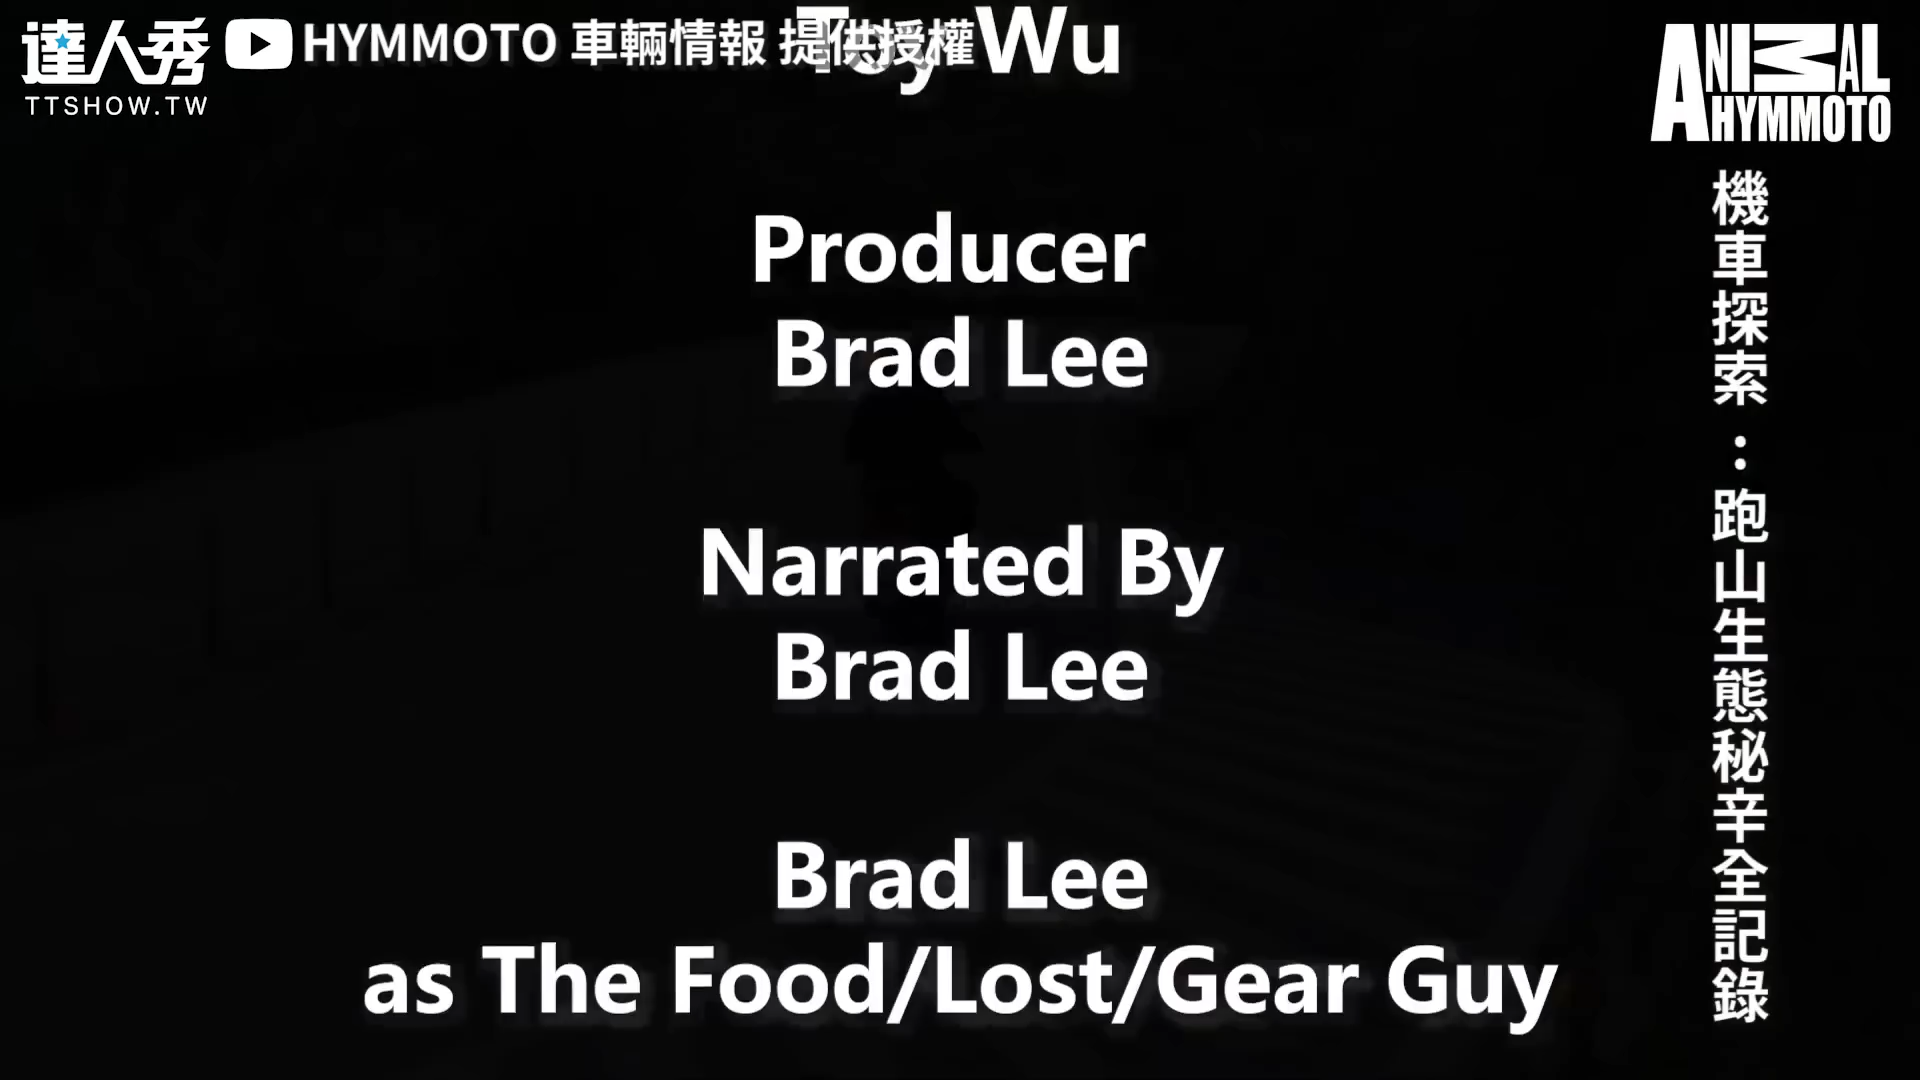 達人秀
TTSHOW.TW
HYMMOTO 車輛情報 提供授權
Toy Wu
Producer
Brad Lee
Narrated By
Brad Lee
Brad Lee
as The Food/Lost/Gear Guy
ANIMAL
HYMMOTO
機車探索：跑山生態秘辛全記錄